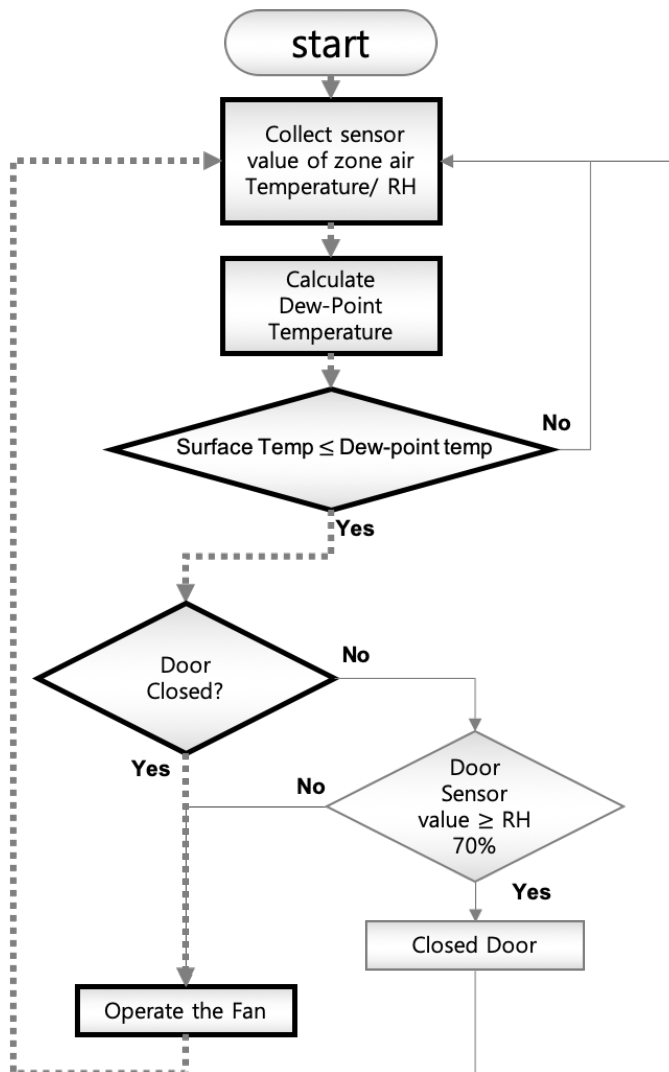 start
Collect sensor
value of zone air
Temperature/ RH
Calculate
Dew-Point
Temperature
No
Surface Temp ≤ Dew-point temp
Yes
Door
Closed?
No
Yes
No
Door
Sensor
value ≥ RH
70%
Yes
Closed Door
Operate the Fan